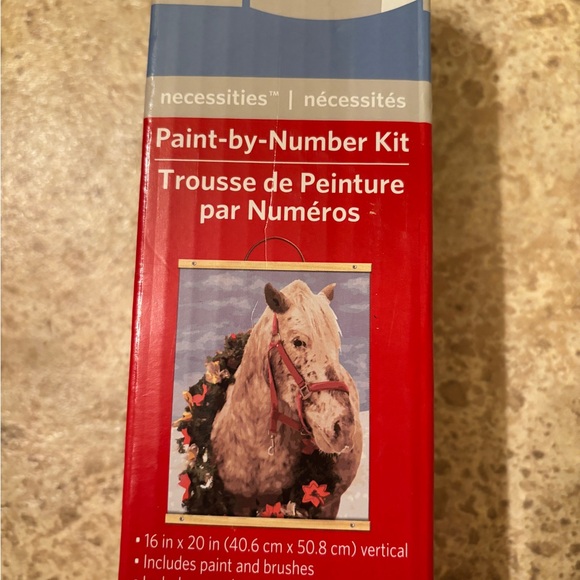 necessities™ | nécessités
Paint-by-Number Kit
Trousse de Peinture
par Numéros
• 16 in x 20 in (40.6 cm x 50.8 cm) vertical
• Includes paint and brushes